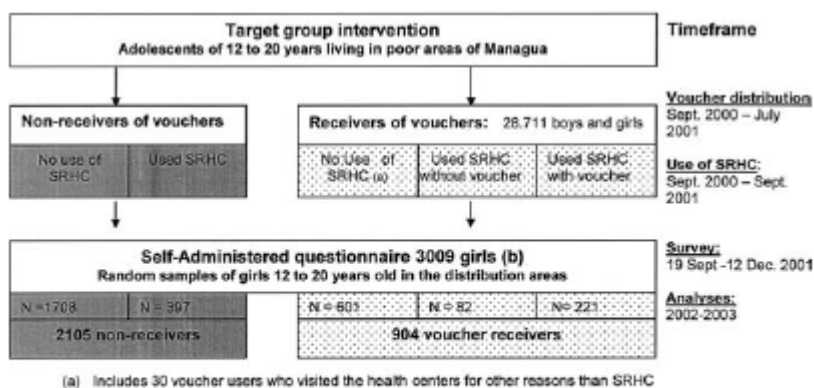 Target group intervention
Adolescents of 12 to 20 years living in poor areas of Managua
Timeframe
Non-receivers of vouchers
Receivers of vouchers: 28.711 boys and girls
Voucher distribution
Sept. 2000 – July
2001
No use of
SRHC
Used SRHC
No Use of
SRHC (a)
Used SRHC
without voucher
Used SRHC
with voucher
Use of SRHC:
Sept. 2000 – Sept.
2001
Self-Administered questionnaire 3009 girls (b)
Random samples of girls 12 to 20 years old in the distribution areas
Survey:
19 Sept -12 Dec. 2001
N =1708
N = 397
N = 601
N = 82
N= 221
Analyses:
2002-2003
2105 non-receivers
904 voucher receivers
(a) Includes 30 voucher users who visited the health centers for other reasons than SRHC